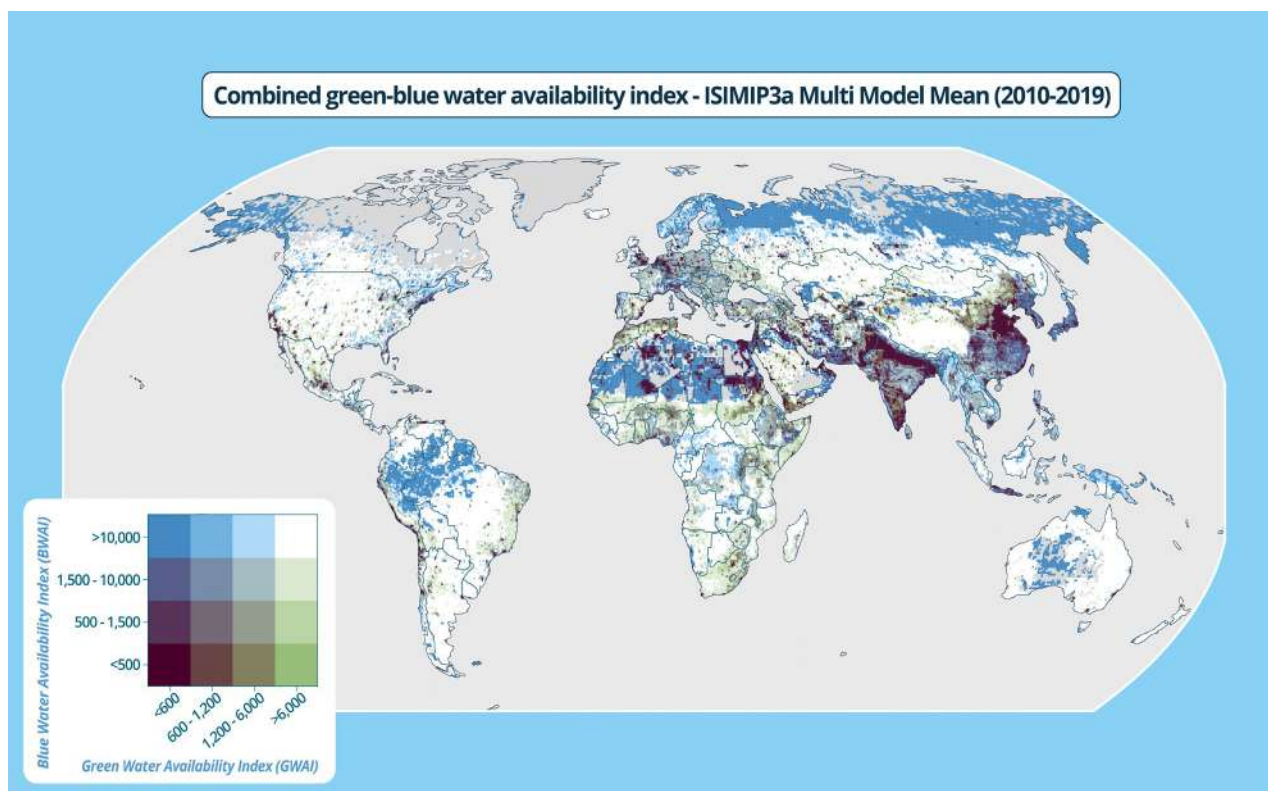 Combined green-blue water availability index - ISIMIP3a Multi Model Mean (2010-2019)
Blue Water Availability Index (BWAI)
>10,000
1,500 - 10,000
500 - 1,500
<500
<600
600 - 1,200
1,200 - 6,000
>6,000
Green Water Availability Index (GWAI)